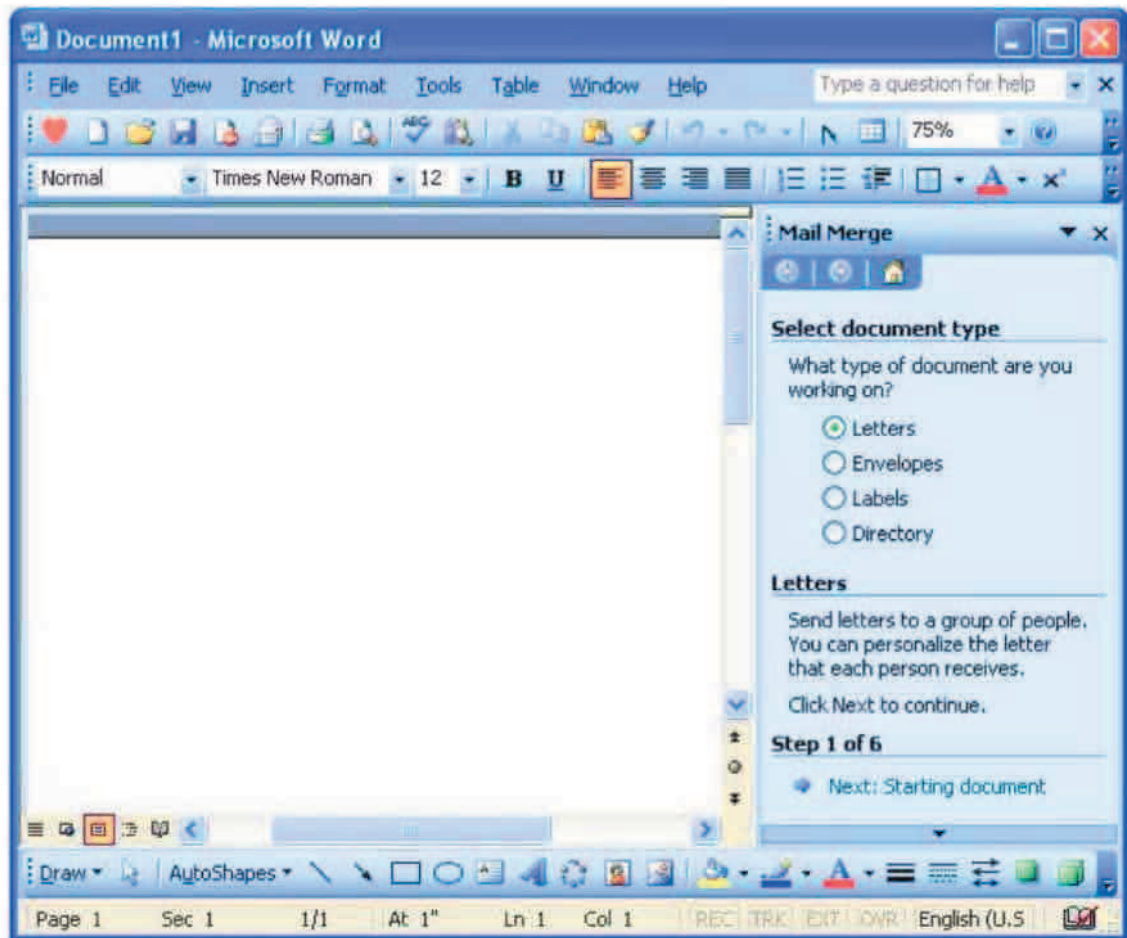 Document1 - Microsoft Word
File Edit View Insert Format Tools Table Window Help Type a question for help
ABC 75%
Normal Times New Roman 12 B U A x²
Mail Merge
Select document type
What type of document are you
working on?
Letters
Envelopes
Labels
Directory
Letters
Send letters to a group of people.
You can personalize the letter
that each person receives.
Click Next to continue.
Step 1 of 6
Next: Starting document
Draw AutoShapes A A
Page 1 Sec 1 1/1 At 1" Ln 1 Col 1 REC TRK EXT OVR English (U.S